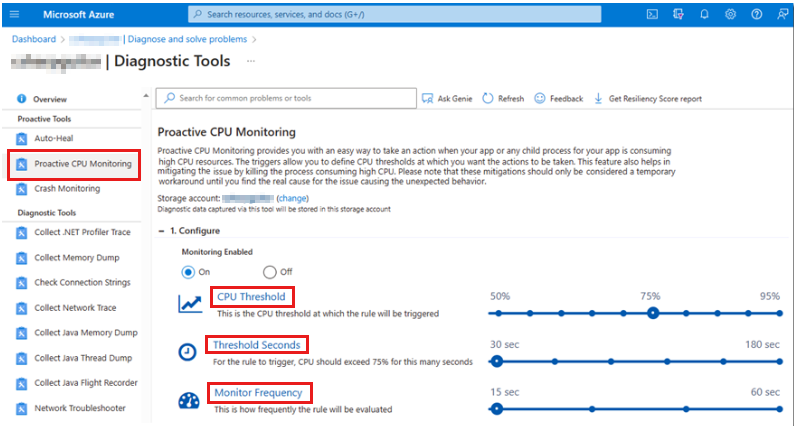 Microsoft Azure
Search resources, services, and docs (G+/)
Dashboard > | Diagnose and solve problems >
| Diagnostic Tools ...
Overview
Proactive Tools
Auto-Heal
Proactive CPU Monitoring
Crash Monitoring
Diagnostic Tools
Collect .NET Profiler Trace
Collect Memory Dump
Check Connection Strings
Collect Network Trace
Collect Java Memory Dump
Collect Java Thread Dump
Collect Java Flight Recorder
Network Troubleshooter
Search for common problems or tools
Ask Genie Refresh Feedback Get Resiliency Score report
Proactive CPU Monitoring
Proactive CPU Monitoring provides you with an easy way to take an action when your app or any child process for your app is consuming
high CPU resources. The triggers allow you to define CPU thresholds at which you want the actions to be taken. This feature also helps in
mitigating the issue by killing the process consuming high CPU. Please note that these mitigations should only be considered a temporary
workaround until you find the real cause for the issue causing the unexpected behavior.
Storage account: (change)
Diagnostic data captured via this tool will be stored in this storage account
1. Configure
Monitoring Enabled
On Off
CPU Threshold
This is the CPU threshold at which the rule will be triggered
50% 75% 95%
Threshold Seconds
For the rule to trigger, CPU should exceed 75% for this many seconds
30 sec 180 sec
Monitor Frequency
This is how frequently the rule will be evaluated
15 sec 60 sec